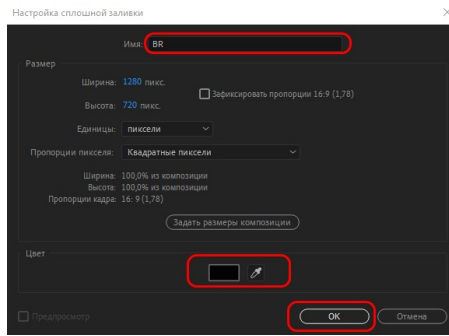 Настройка сплошной заливки
Имя: BR
Размер
Ширина: 1280 пикс.
Зафиксировать пропорции 16:9 (1,78)
Высота: 720 пикс.
Единицы: пиксели
Пропорции пикселя: Квадратные пиксели
Ширина: 100,0% из композиции
Высота: 100,0% из композиции
Пропорции кадра: 16: 9 (1,78)
Задать размеры композиции
Цвет
Предпросмотр
ОК
Отмена